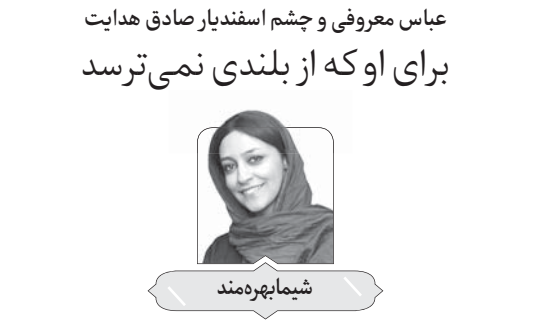 عباس معروفی و چشم اسفندیار صادق هدایت
برای او که از بلندی نمی‌ترسد
شیما بهره‌مند